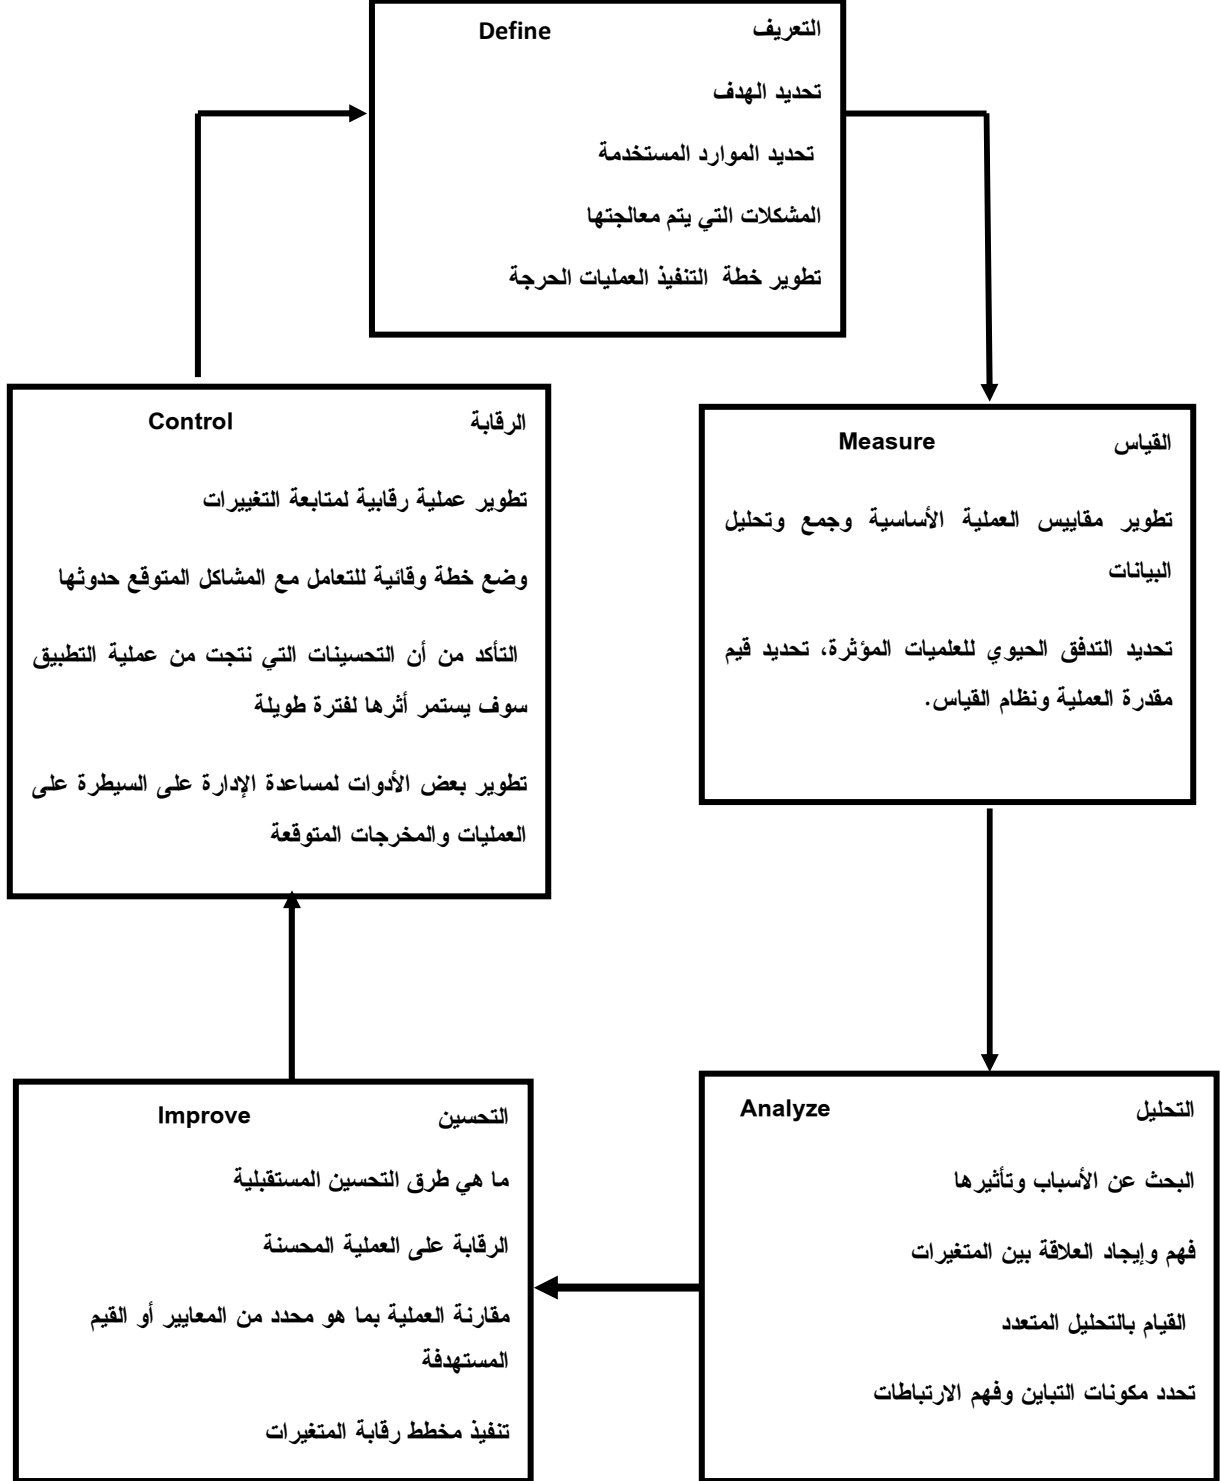 التعريف Define
تحديد الهدف
تحديد الموارد المستخدمة
المشكلات التي يتم معالجتها
تطوير خطة التنفيذ العمليات الحرجة
القياس Measure
تطوير مقاييس العملية الأساسية وجمع وتحليل
البيانات
تحديد التدفق الحيوي للعلميات المؤثرة، تحديد قيم
مقدرة العملية ونظام القياس.
التحليل Analyze
البحث عن الأسباب وتأثيرها
فهم وإيجاد العلاقة بين المتغيرات
القيام بالتحليل المتعدد
تحدد مكونات التباين وفهم الارتباطات
التحسين Improve
ما هي طرق التحسين المستقبلية
الرقابة على العملية المحسنة
مقارنة العملية بما هو محدد من المعايير أو القيم
المستهدفة
تنفيذ مخطط رقابة المتغيرات
الرقابة Control
تطوير عملية رقابية لمتابعة التغييرات
وضع خطة وقائية للتعامل مع المشاكل المتوقع حدوثها
التأكد من أن التحسينات التي نتجت من عملية التطبيق
سوف يستمر أثرها لفترة طويلة
تطوير بعض الأدوات لمساعدة الإدارة على السيطرة على
العمليات والمخرجات المتوقعة